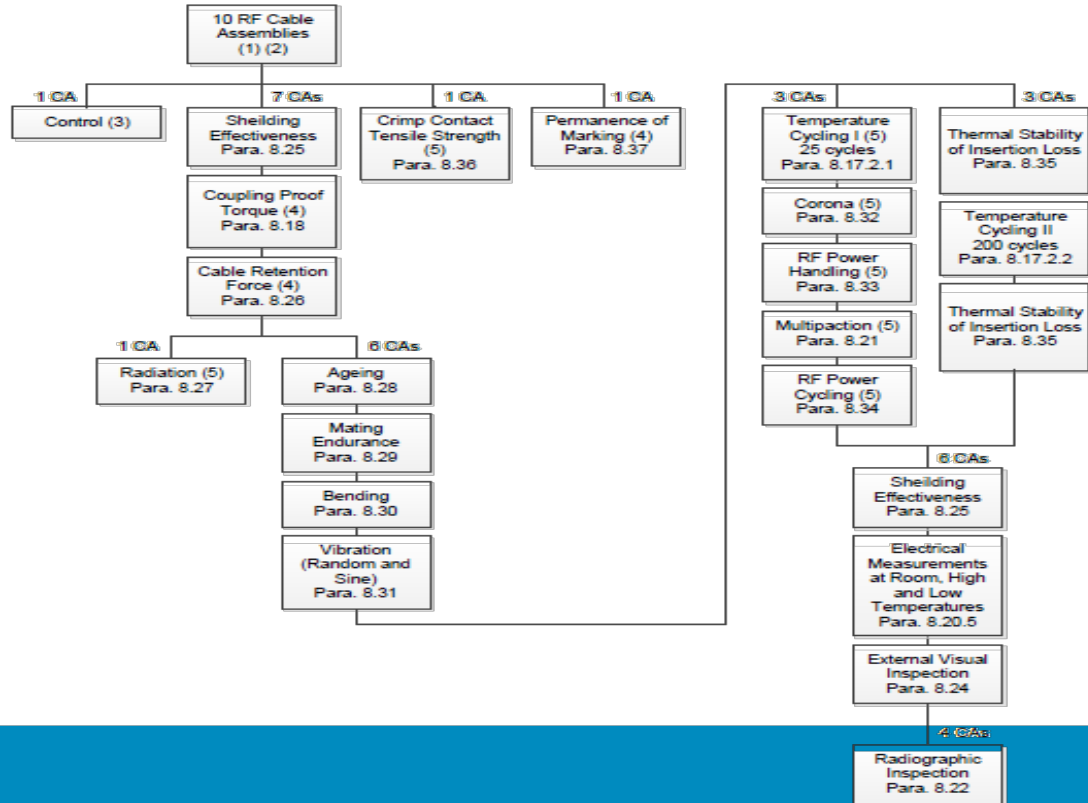 10 RF Cable
Assemblies
(1) (2)
1 CA
Control (3)
7 CAs
Sheilding
Effectiveness
Para. 8.25
Coupling Proof
Torque (4)
Para. 8.18
Cable Retention
Force (4)
Para. 8.26
1 CA
Crimp Contact
Tensile Strength
(5)
Para. 8.36
1 CA
Permanence of
Marking (4)
Para. 8.37
1 CA
Radiation (5)
Para. 8.27
6 CAs
Ageing
Para. 8.28
Mating
Endurance
Para. 8.29
Bending
Para. 8.30
Vibration
(Random and
Sine)
Para. 8.31
3 CAs
Temperature
Cycling I (5)
25 cycles
Para. 8.17.2.1
Corona (5)
Para. 8.32
RF Power
Handling (5)
Para. 8.33
Multipaction (5)
Para. 8.21
RF Power
Cycling (5)
Para. 8.34
3 CAs
Thermal Stability
of Insertion Loss
Para. 8.35
Temperature
Cycling II
200 cycles
Para. 8.17.2.2
Thermal Stability
of Insertion Loss
Para. 8.35
6 CAs
Sheilding
Effectiveness
Para. 8.25
Electrical
Measurements
at Room, High
and Low
Temperatures
Para. 8.20.5
External Visual
Inspection
Para. 8.24
4 CAs
Radiographic
Inspection
Para. 8.22